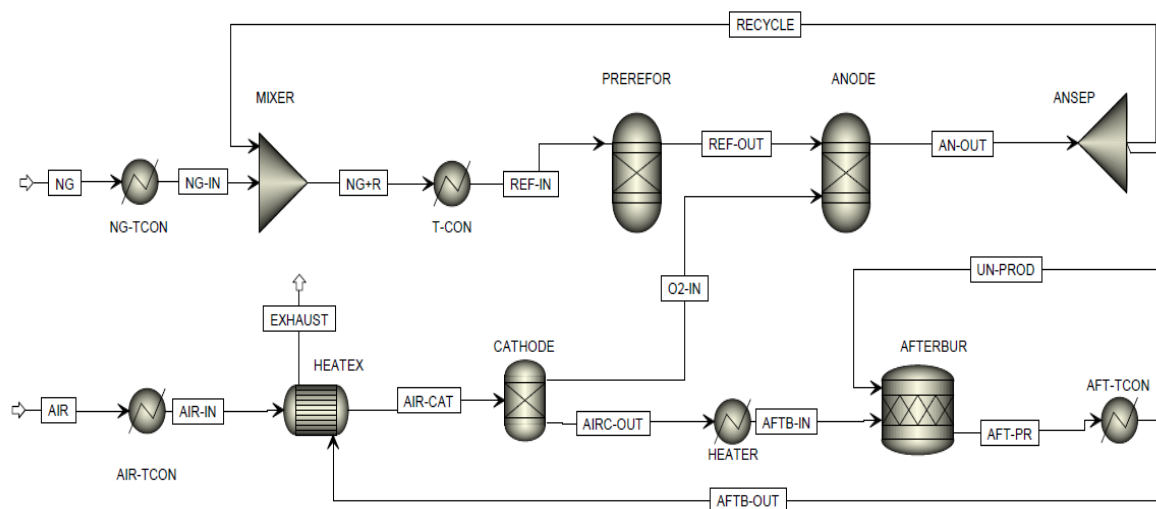 RECYCLE
PREREFOR
ANODE
ANSEP
MIXER
REF-OUT
AN-OUT
NG
NG-IN
NG+R
REF-IN
NG-TCON
T-CON
UN-PROD
O2-IN
EXHAUST
CATHODE
AFTERBUR
HEATEX
AFT-TCON
AIR
AIR-IN
AIR-CAT
AIRC-OUT
AFTB-IN
AFT-PR
HEATER
AIR-TCON
AFTB-OUT